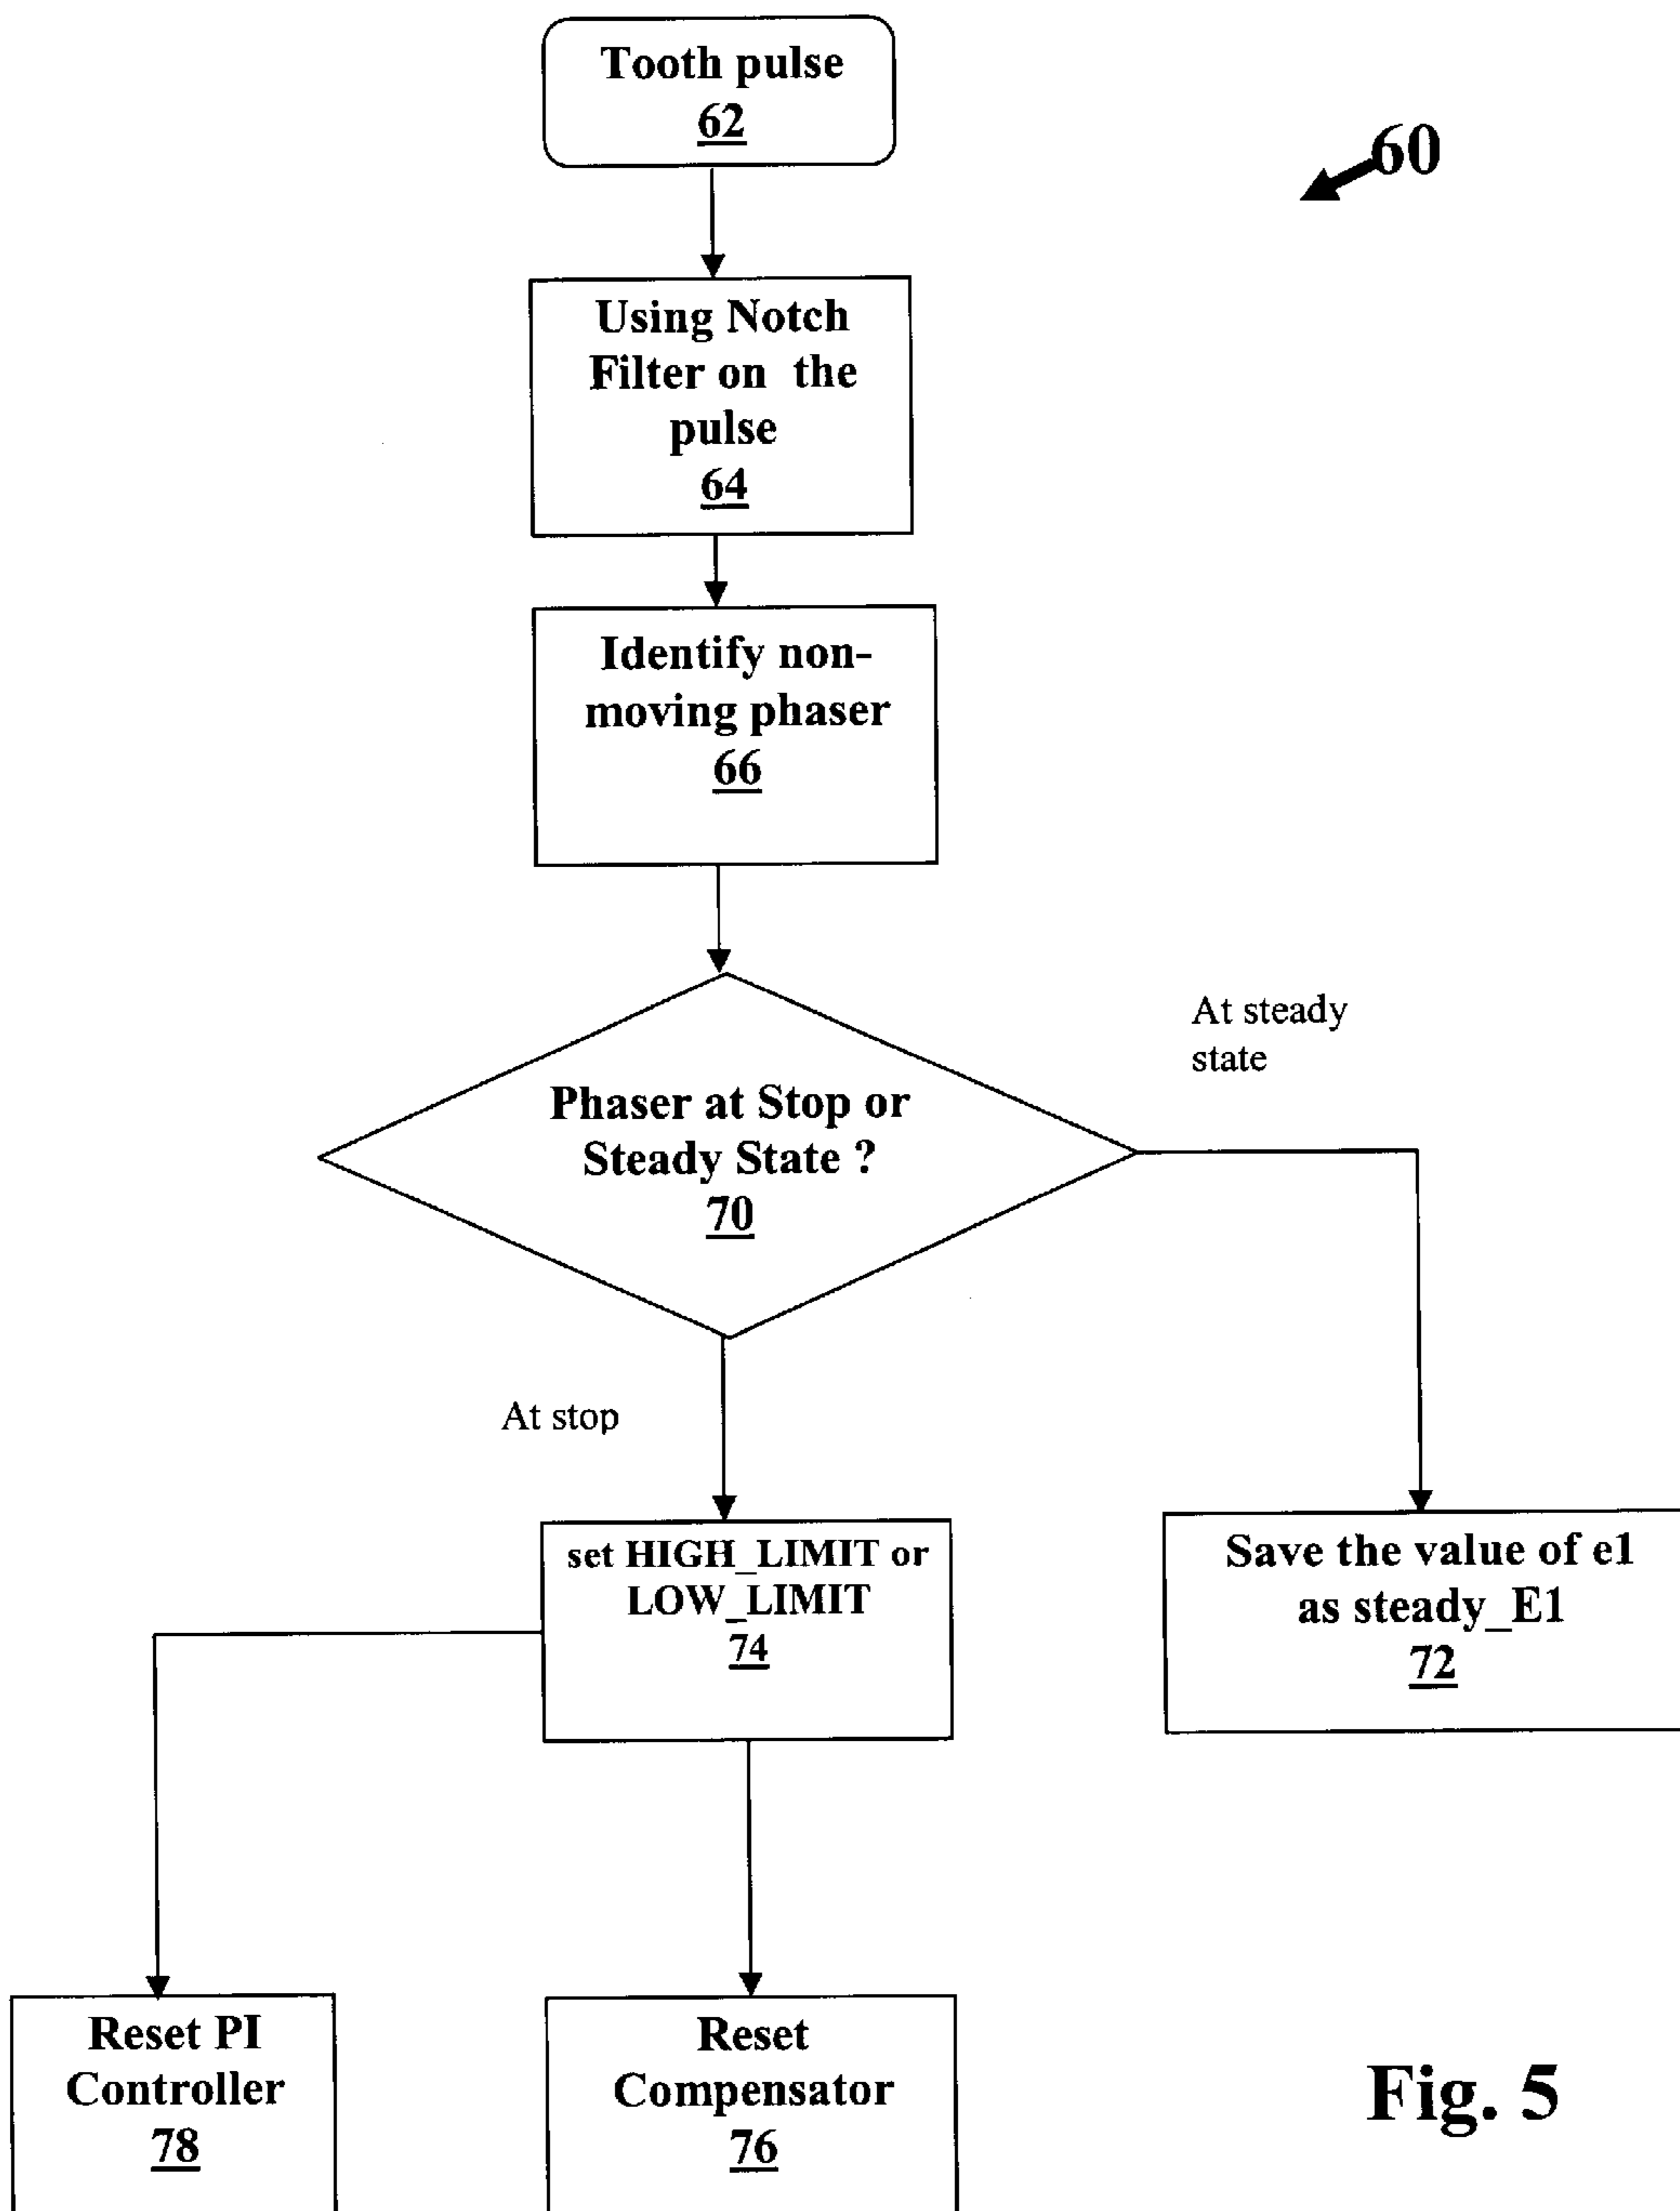 Tooth pulse
62
60
Using Notch
Filter on the
pulse
64
Identify non-
moving phaser
66
At steady
state
Phaser at Stop or
Steady State ?
70
At stop
set HIGH_LIMIT or
LOW_LIMIT
74
Save the value of e1
as steady_E1
72
Reset PI
Controller
78
Reset
Compensator
76
Fig. 5